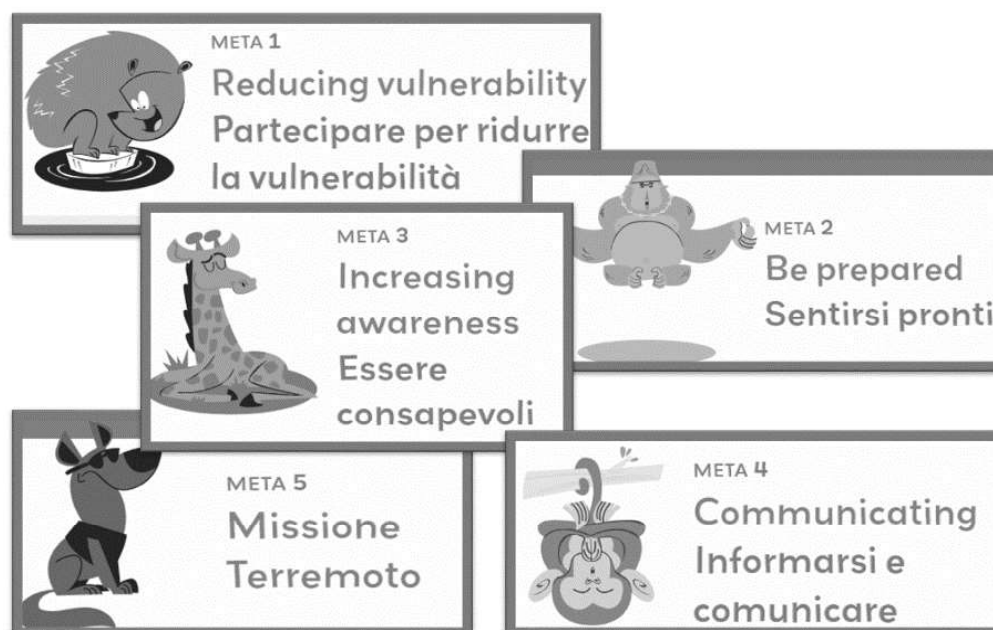 META 1
Reducing vulnerability
Partecipare per ridurre
la vulnerabilità
META 2
Be prepared
Sentirsi pronti
META 3
Increasing
awareness
Essere
consapevoli
META 5
Missione
Terremoto
META 4
Communicating
Informarsi e
comunicare